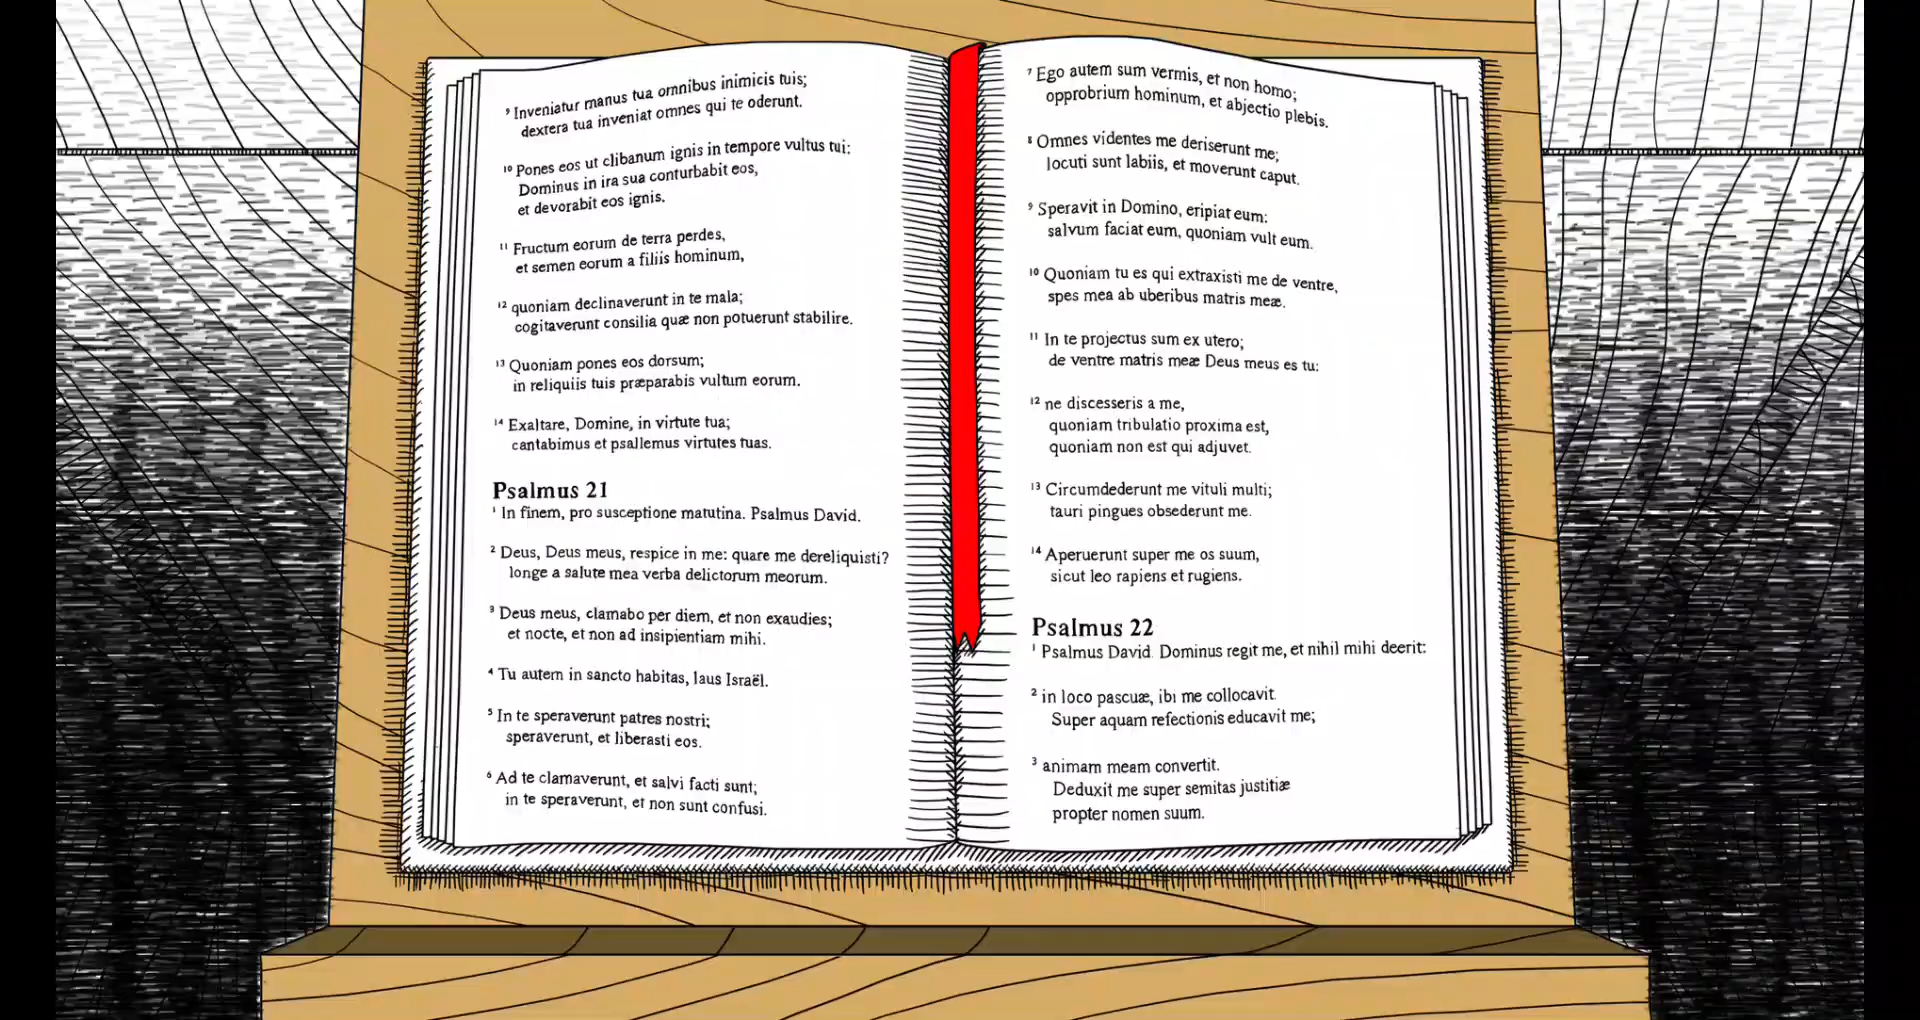 ⁹ Inveniatur manus tua omnibus inimicis tuis;
dextera tua inveniat omnes qui te oderunt.
¹⁰ Pones eos ut clibanum ignis in tempore vultus tui:
Dominus in ira sua conturbabit eos,
et devorabit eos ignis.
¹¹ Fructum eorum de terra perdes,
et semen eorum a filiis hominum,
¹² quoniam declinaverunt in te mala;
cogitaverunt consilia quæ non potuerunt stabilire.
¹³ Quoniam pones eos dorsum;
in reliquiis tuis præparabis vultum eorum.
¹⁴ Exaltare, Domine, in virtute tua;
cantabimus et psallemus virtutes tuas.
Psalmus 21
¹ In finem, pro susceptione matutina. Psalmus David.
² Deus, Deus meus, respice in me: quare me dereliquisti?
longe a salute mea verba delictorum meorum.
³ Deus meus, clamabo per diem, et non exaudies;
et nocte, et non ad insipientiam mihi.
⁴ Tu autem in sancto habitas, laus Israël.
⁵ In te speraverunt patres nostri;
speraverunt, et liberasti eos.
⁶ Ad te clamaverunt, et salvi facti sunt;
in te speraverunt, et non sunt confusi.
⁷ Ego autem sum vermis, et non homo;
opprobrium hominum, et abjectio plebis.
⁸ Omnes videntes me deriserunt me;
locuti sunt labiis, et moverunt caput.
⁹ Speravit in Domino, eripiat eum:
salvum faciat eum, quoniam vult eum.
¹⁰ Quoniam tu es qui extraxisti me de ventre,
spes mea ab uberibus matris meæ.
¹¹ In te projectus sum ex utero;
de ventre matris meæ Deus meus es tu:
¹² ne discesseris a me,
quoniam tribulatio proxima est,
quoniam non est qui adjuvet.
¹³ Circumdederunt me vituli multi;
tauri pingues obsederunt me.
¹⁴ Aperuerunt super me os suum,
sicut leo rapiens et rugiens.
Psalmus 22
¹ Psalmus David. Dominus regit me, et nihil mihi deerit:
² in loco pascuæ, ibi me collocavit.
Super aquam refectionis educavit me;
³ animam meam convertit.
Deduxit me super semitas justitiæ
propter nomen suum.